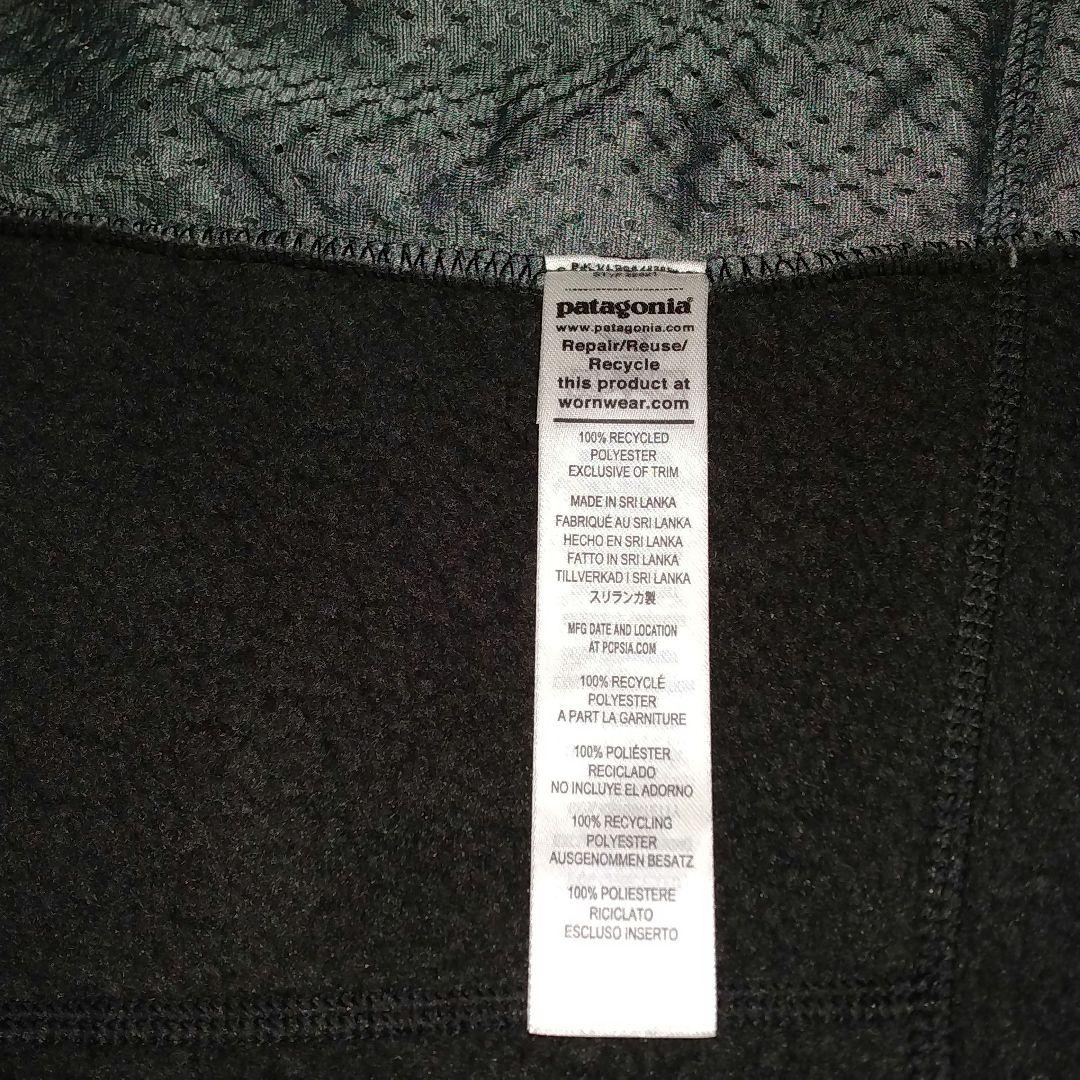 patagonia®
www.patagonia.com
Repair/Reuse/
Recycle
this product at
wornwear.com
100% RECYCLED
POLYESTER
EXCLUSIVE OF TRIM
MADE IN SRI LANKA
FABRIQUÉ AU SRI LANKA
HECHO EN SRI LANKA
FATTO IN SRI LANKA
TILLVERKAD I SRI LANKA
スリランカ製
MFG DATE AND LOCATION
AT PCPSIA.COM
100% RECYCLÉ
POLYESTER
A PART LA GARNITURE
100% POLIÉSTER
RECICLADO
NO INCLUYE EL ADORNO
100% RECYCLING
POLYESTER
AUSGENOMMEN BESATZ
100% POLIESTERE
RICICLATO
ESCLUSO INSERTO